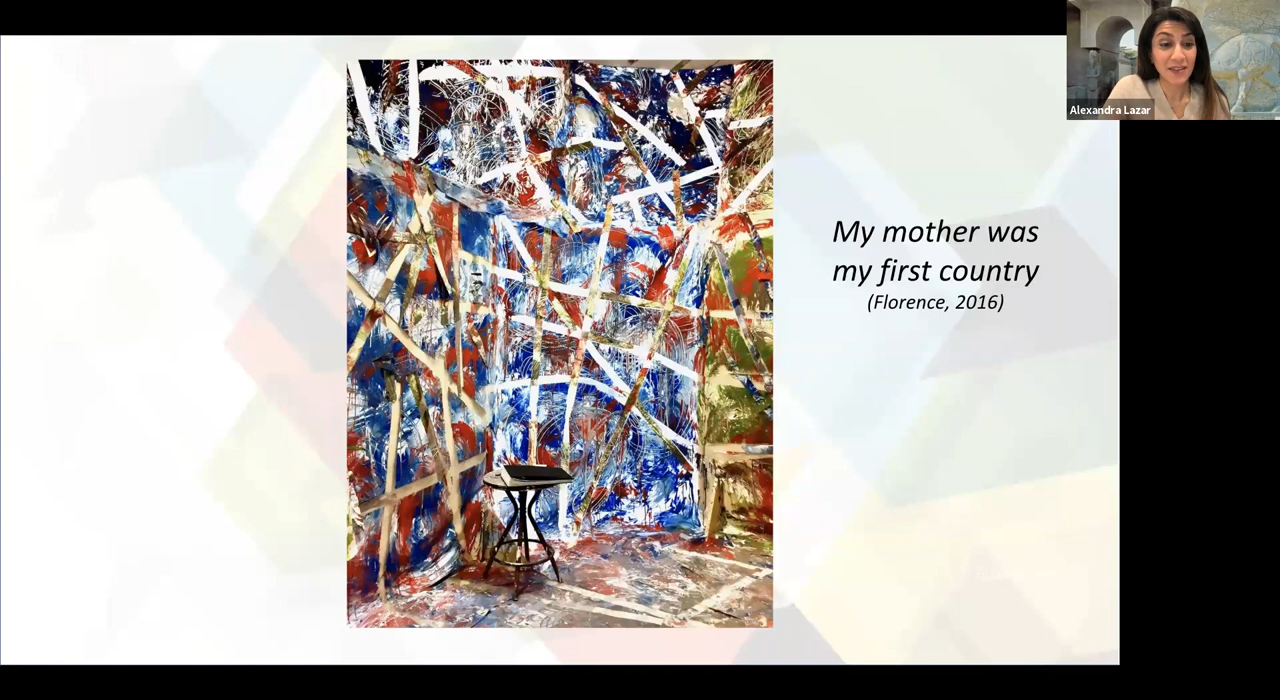 Alexandra Lazar
My mother was
my first country
(Florence, 2016)